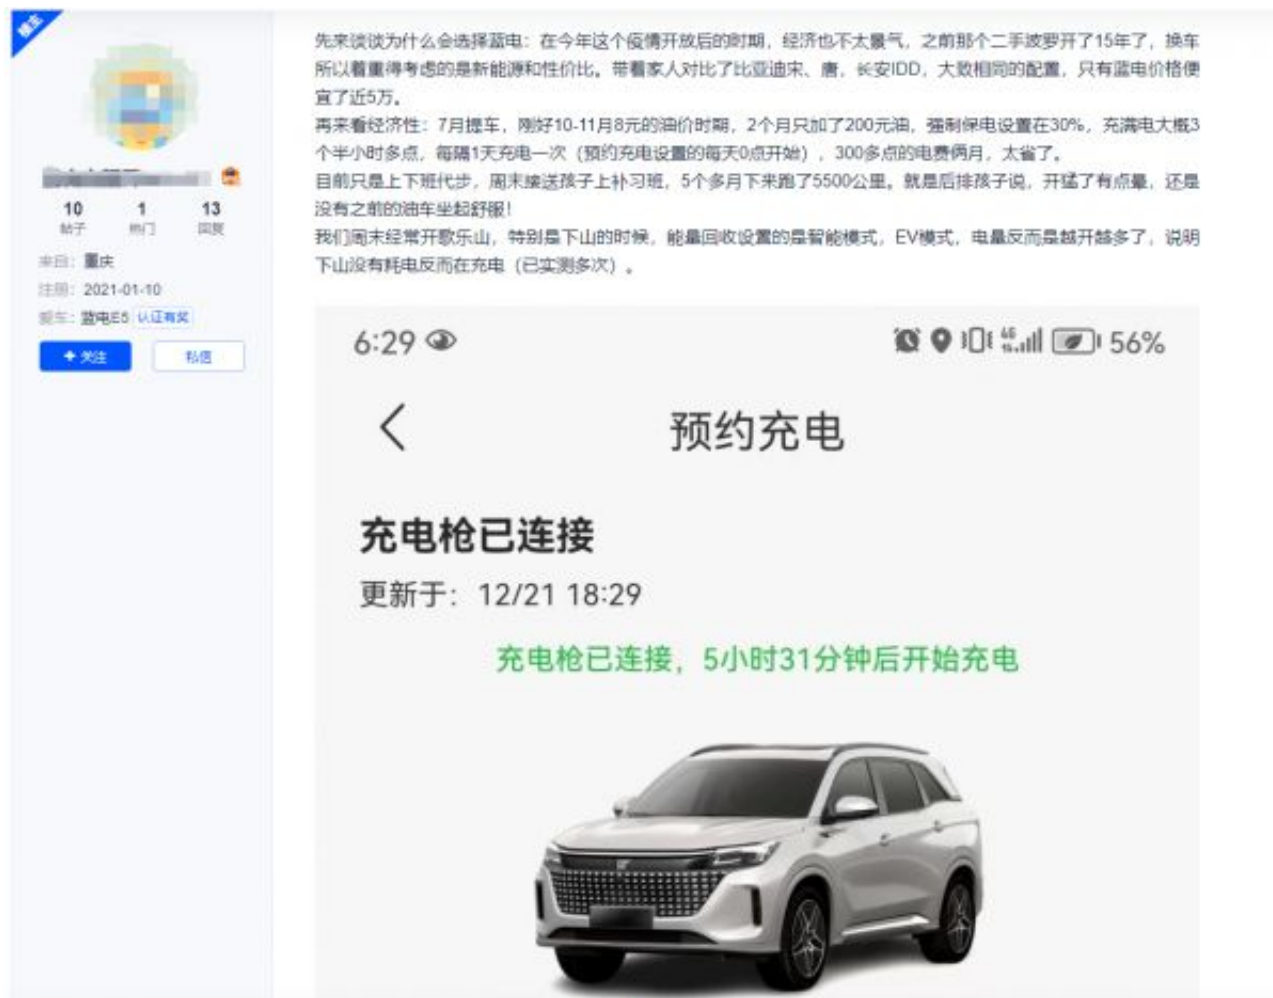 楼主
10 1 13
帖子 热门 回复
来自：重庆
注册：2021-01-10
爱车：蓝电E5 认证有奖
+ 关注 私信
先来谈谈为什么会选择蓝电：在今年这个疫情开放后的时期，经济也不太景气，之前那个二手波罗开了15年了，换车
所以着重得考虑的是新能源和性价比。带着家人对比了比亚迪宋、唐，长安IDD，大致相同的配置，只有蓝电价格便
宜了近5万。
再来看经济性：7月提车，刚好10-11月8元的油价时期，2个月只加了200元油，强制保电设置在30%，充满电大概3
个半小时多点，每隔1天充电一次（预约充电设置的每天0点开始），300多点的电费俩月，太省了。
目前只是上下班代步，周末接送孩子上补习班，5个多月下来跑了5500公里。就是后排孩子说，开猛了有点晕，还是
没有之前的油车坐起舒服！
我们周末经常开歌乐山，特别是下山的时候，能量回收设置的是智能模式，EV模式，电量反而是越开越多了，说明
下山没有耗电反而在充电（已实测多次）。
6:29 4G 56%
预约充电
充电枪已连接
更新于：12/21 18:29
充电枪已连接，5小时31分钟后开始充电